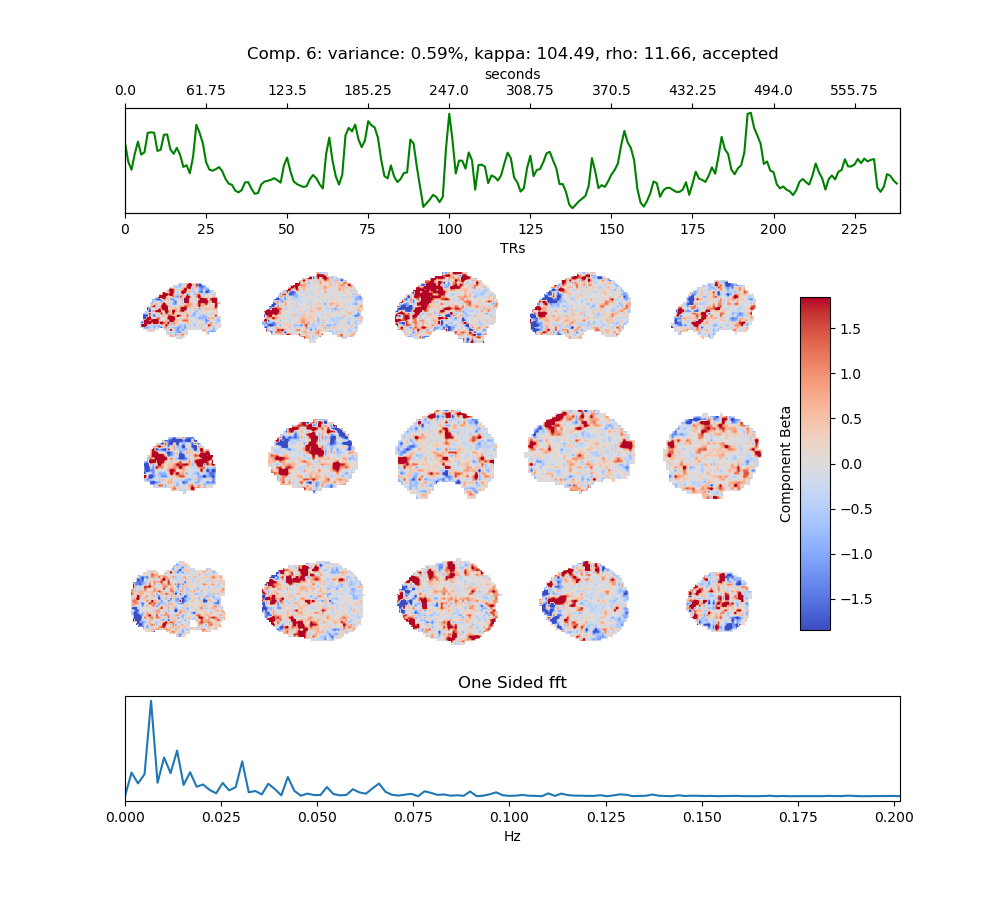 Comp. 6: variance: 0.59%, kappa: 104.49, rho: 11.66, accepted
seconds
0.0 61.75 123.5 185.25 247.0 308.75 370.5 432.25 494.0 555.75
0 25 50 75 100 125 150 175 200 225
TRs
1.5
1.0
0.5
0.0
−0.5
−1.0
−1.5
Component Beta
One Sided fft
0.000 0.025 0.050 0.075 0.100 0.125 0.150 0.175 0.200
Hz